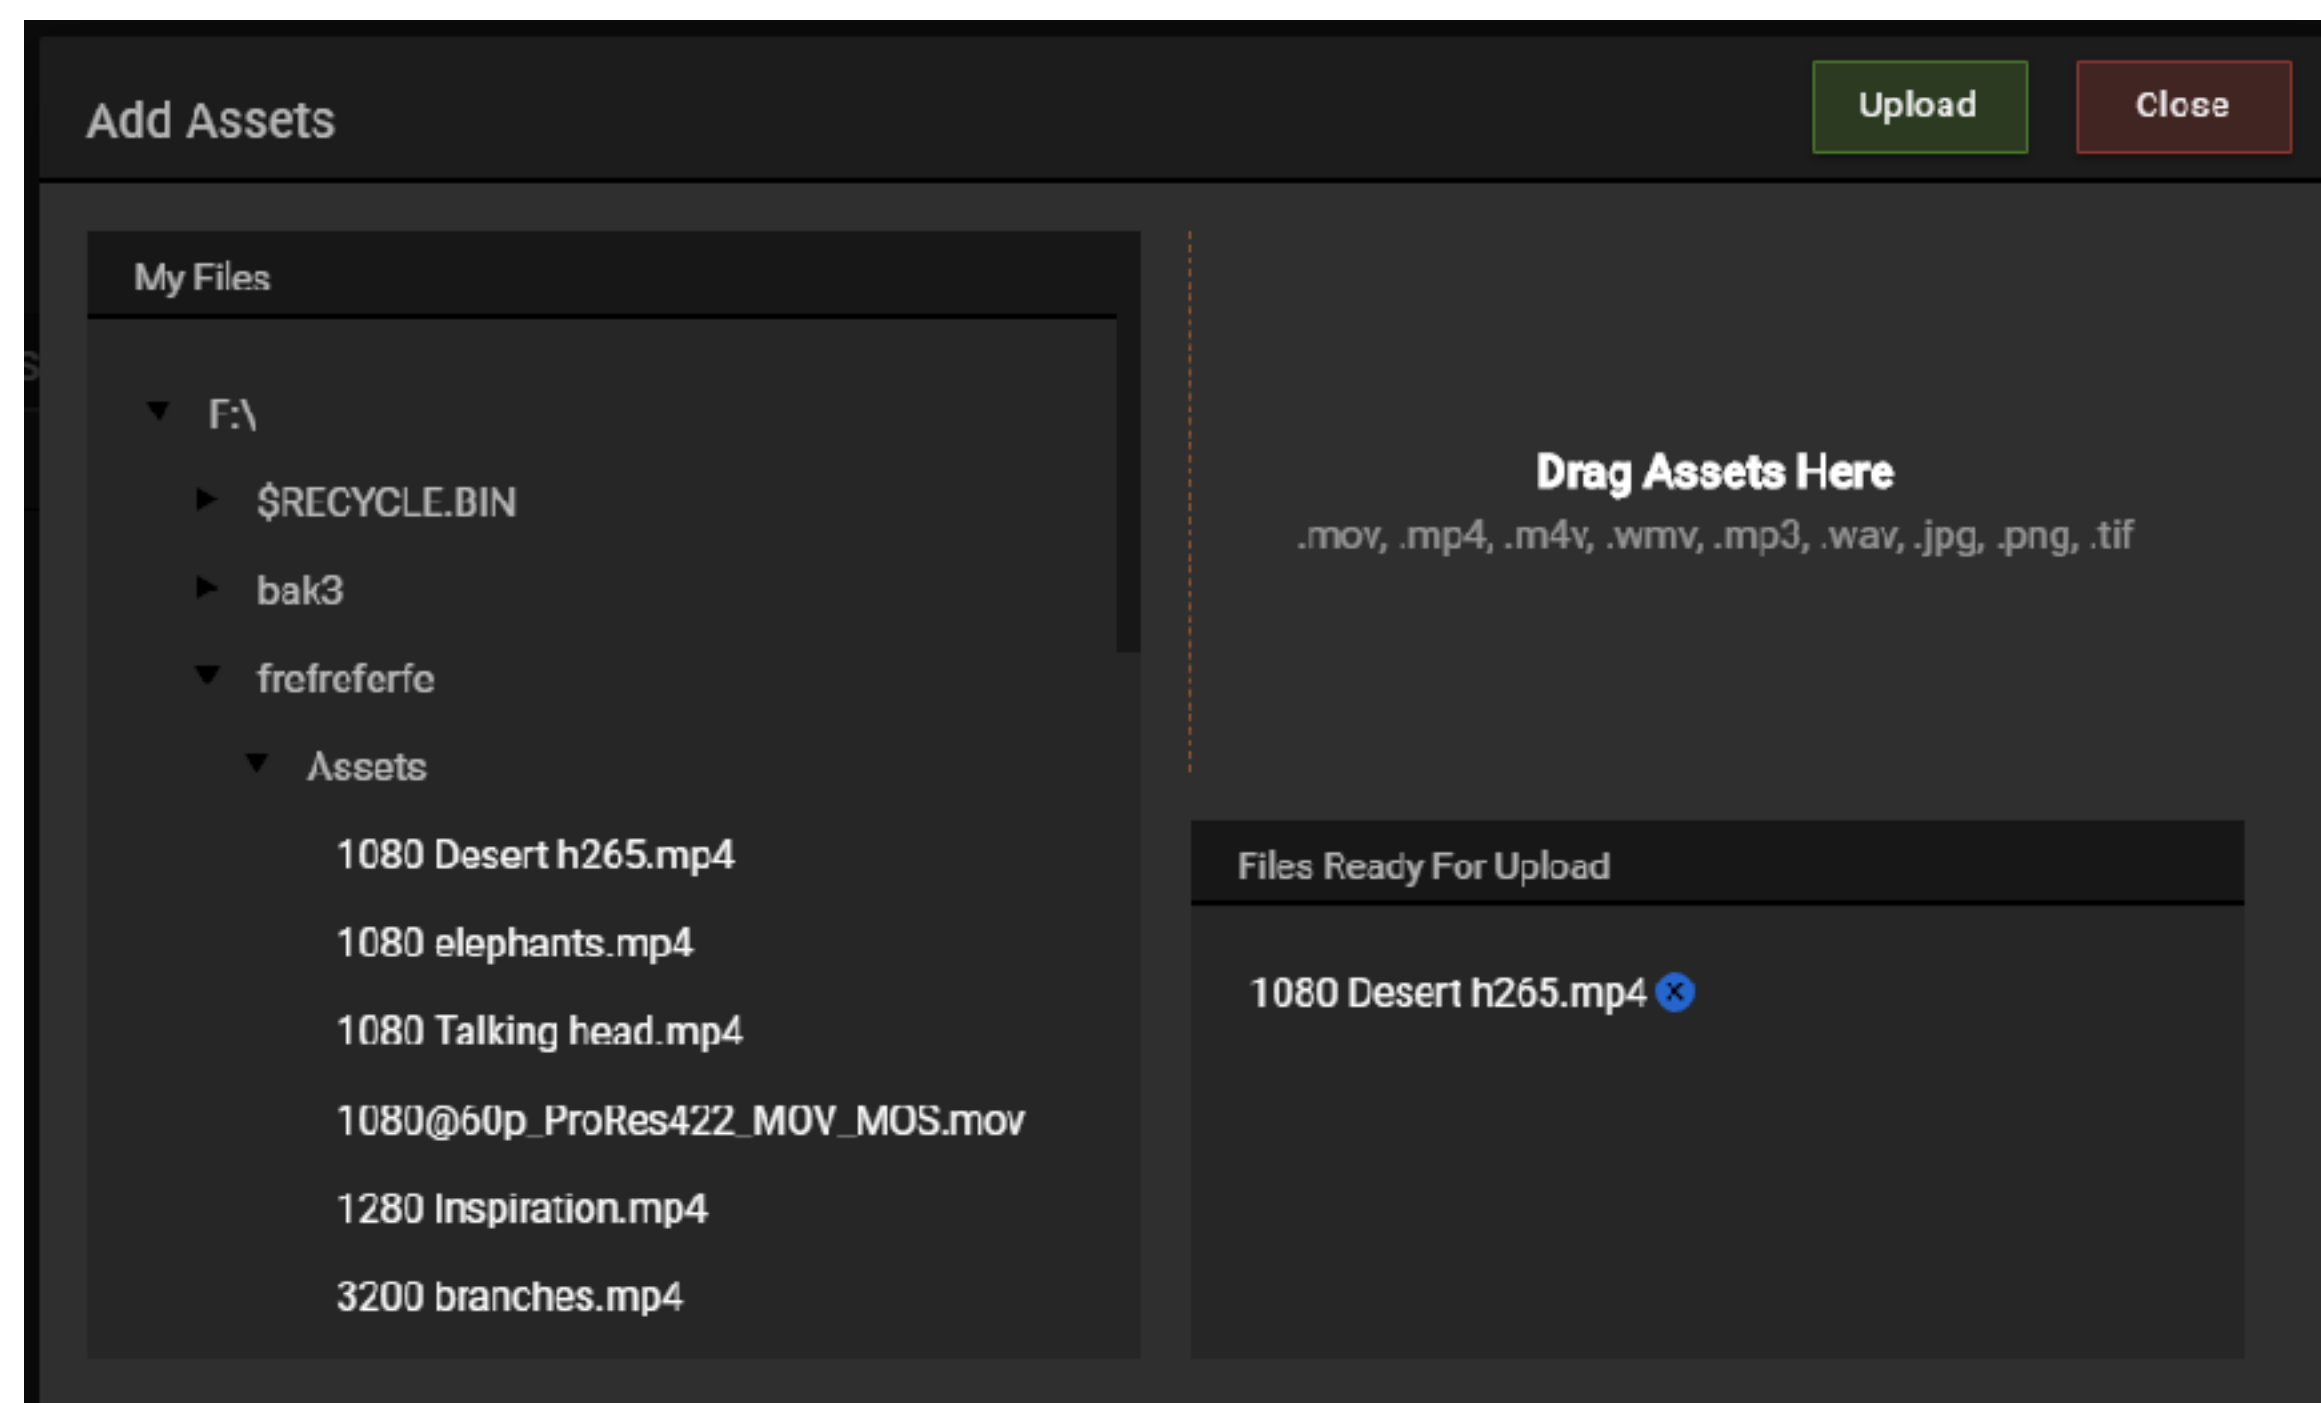 Add Assets
Upload
Close
My Files
F:\
$RECYCLE.BIN
bak3
frefreferfe
Assets
1080 Desert h265.mp4
1080 elephants.mp4
1080 Talking head.mp4
1080@60p_ProRes422_MOV_MOS.mov
1280 Inspiration.mp4
3200 branches.mp4
Drag Assets Here
.mov, .mp4, .m4v, .wmv, .mp3, .wav, .jpg, .png, .tif
Files Ready For Upload
1080 Desert h265.mp4